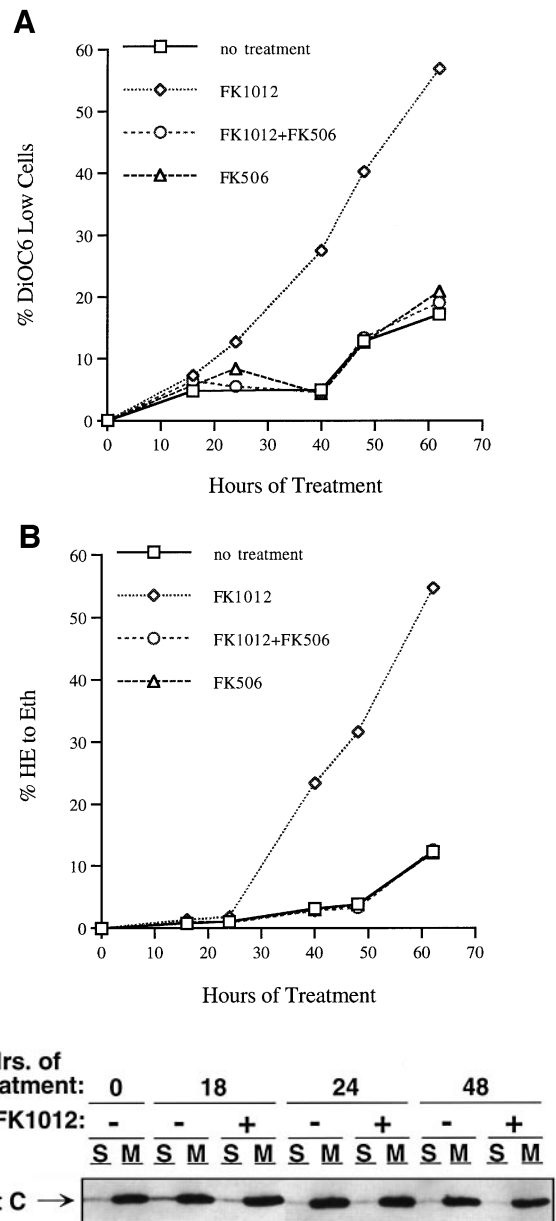 A
60
50
40
30
20
10
0
% DiOC6 Low Cells
no treatment
FK1012
FK1012+FK506
FK506
0 10 20 30 40 50 60 70
Hours of Treatment
B
60
50
40
30
20
10
0
% HE to Eth
no treatment
FK1012
FK1012+FK506
FK506
0 10 20 30 40 50 60 70
Hours of Treatment
rs. of
atment: 0 18 24 48
FK1012: - - + - + - +
S M S M S M S M S M S M S M
C →